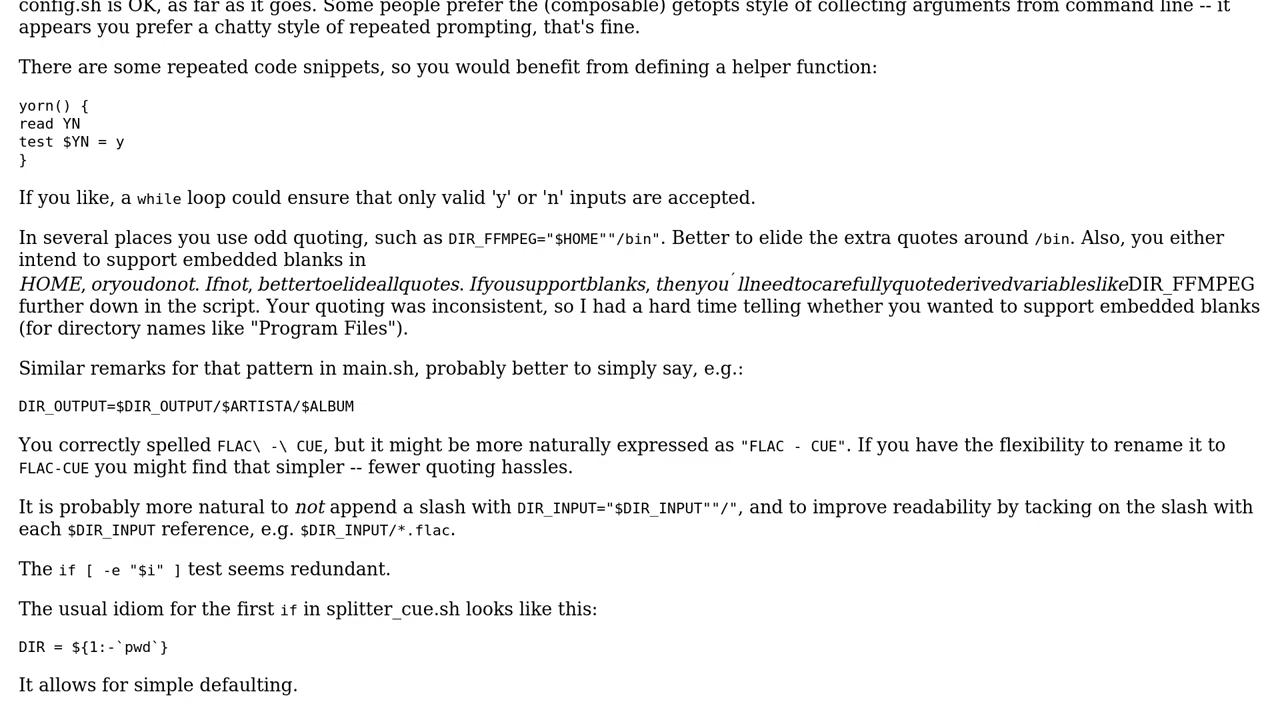 config.sh is OK, as far as it goes. Some people prefer the (composable) getopts style of collecting arguments from command line -- it
appears you prefer a chatty style of repeated prompting, that's fine.
There are some repeated code snippets, so you would benefit from defining a helper function:
yorn() {
read YN
test $YN = y
}
If you like, a while loop could ensure that only valid 'y' or 'n' inputs are accepted.
In several places you use odd quoting, such as DIR_FFMPEG="$HOME""/bin". Better to elide the extra quotes around /bin. Also, you either
intend to support embedded blanks in
HOME, oryoudonot. Ifnot, bettertoelideallquotes. Ifyousupportblanks, thenyou′llneedtocarefullyquotederivedvariableslikeDIR_FFMPEG
further down in the script. Your quoting was inconsistent, so I had a hard time telling whether you wanted to support embedded blanks
(for directory names like "Program Files").
Similar remarks for that pattern in main.sh, probably better to simply say, e.g.:
DIR_OUTPUT=$DIR_OUTPUT/$ARTISTA/$ALBUM
You correctly spelled FLAC\ -\ CUE, but it might be more naturally expressed as "FLAC - CUE". If you have the flexibility to rename it to
FLAC-CUE you might find that simpler -- fewer quoting hassles.
It is probably more natural to not append a slash with DIR_INPUT="$DIR_INPUT""/", and to improve readability by tacking on the slash with
each $DIR_INPUT reference, e.g. $DIR_INPUT/*.flac.
The if [ -e "$i" ] test seems redundant.
The usual idiom for the first if in splitter_cue.sh looks like this:
DIR = ${1:-`pwd`}
It allows for simple defaulting.